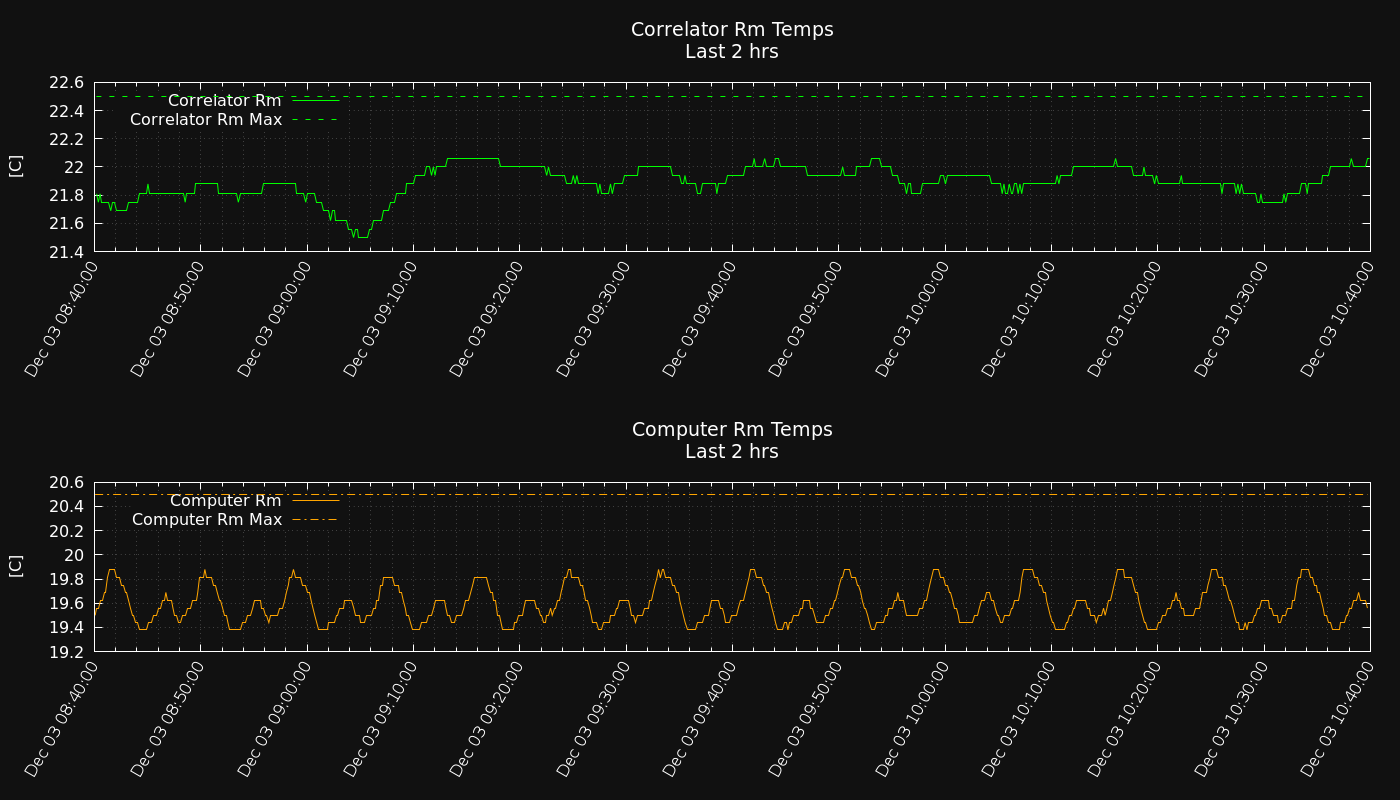 Correlator Rm Temps
Last 2 hrs
22.6
22.4
22.2
22
21.8
21.6
21.4
[C]
Correlator Rm
Correlator Rm Max
Dec 03 08:40:00
Dec 03 08:50:00
Dec 03 09:00:00
Dec 03 09:10:00
Dec 03 09:20:00
Dec 03 09:30:00
Dec 03 09:40:00
Dec 03 09:50:00
Dec 03 10:00:00
Dec 03 10:10:00
Dec 03 10:20:00
Dec 03 10:30:00
Dec 03 10:40:00
Computer Rm Temps
Last 2 hrs
20.6
20.4
20.2
20
19.8
19.6
19.4
19.2
[C]
Computer Rm
Computer Rm Max
Dec 03 08:40:00
Dec 03 08:50:00
Dec 03 09:00:00
Dec 03 09:10:00
Dec 03 09:20:00
Dec 03 09:30:00
Dec 03 09:40:00
Dec 03 09:50:00
Dec 03 10:00:00
Dec 03 10:10:00
Dec 03 10:20:00
Dec 03 10:30:00
Dec 03 10:40:00